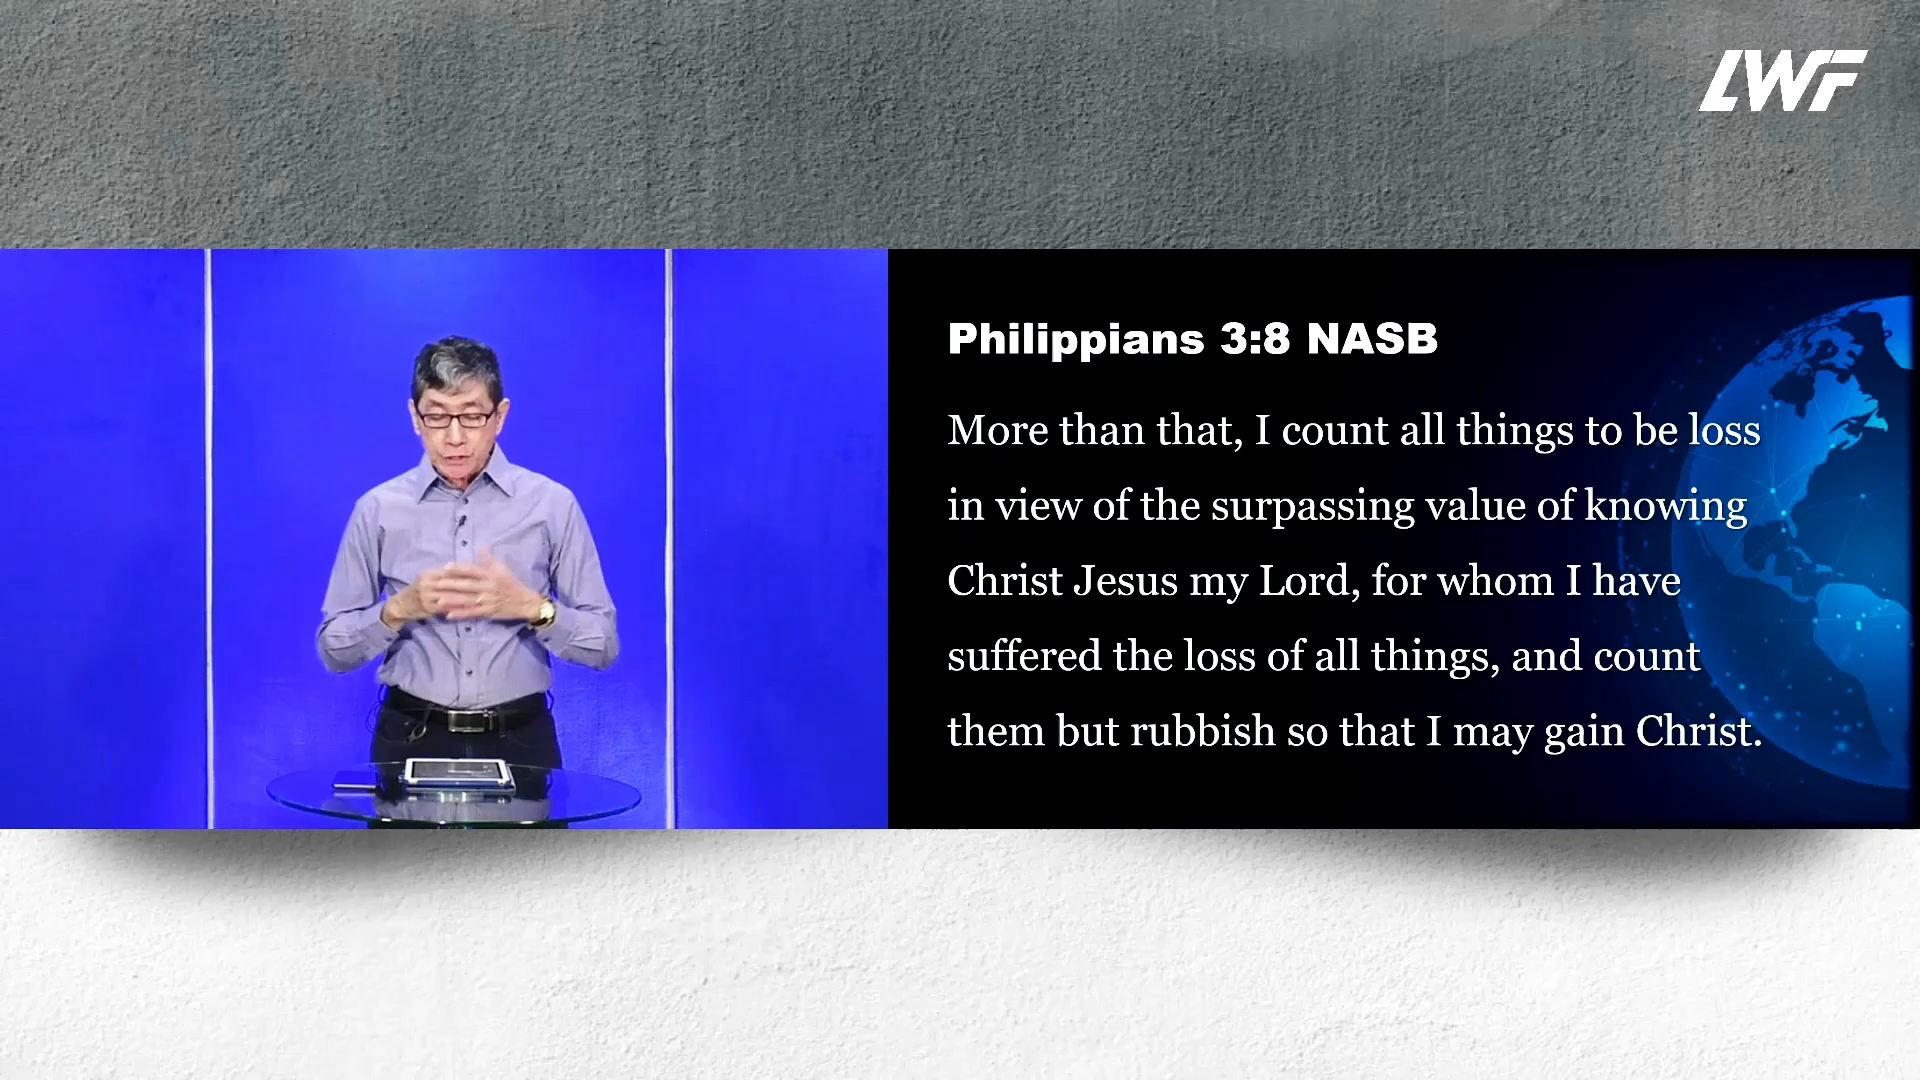 LWF
Philippians 3:8 NASB
More than that, I count all things to be loss
in view of the surpassing value of knowing
Christ Jesus my Lord, for whom I have
suffered the loss of all things, and count
them but rubbish so that I may gain Christ.